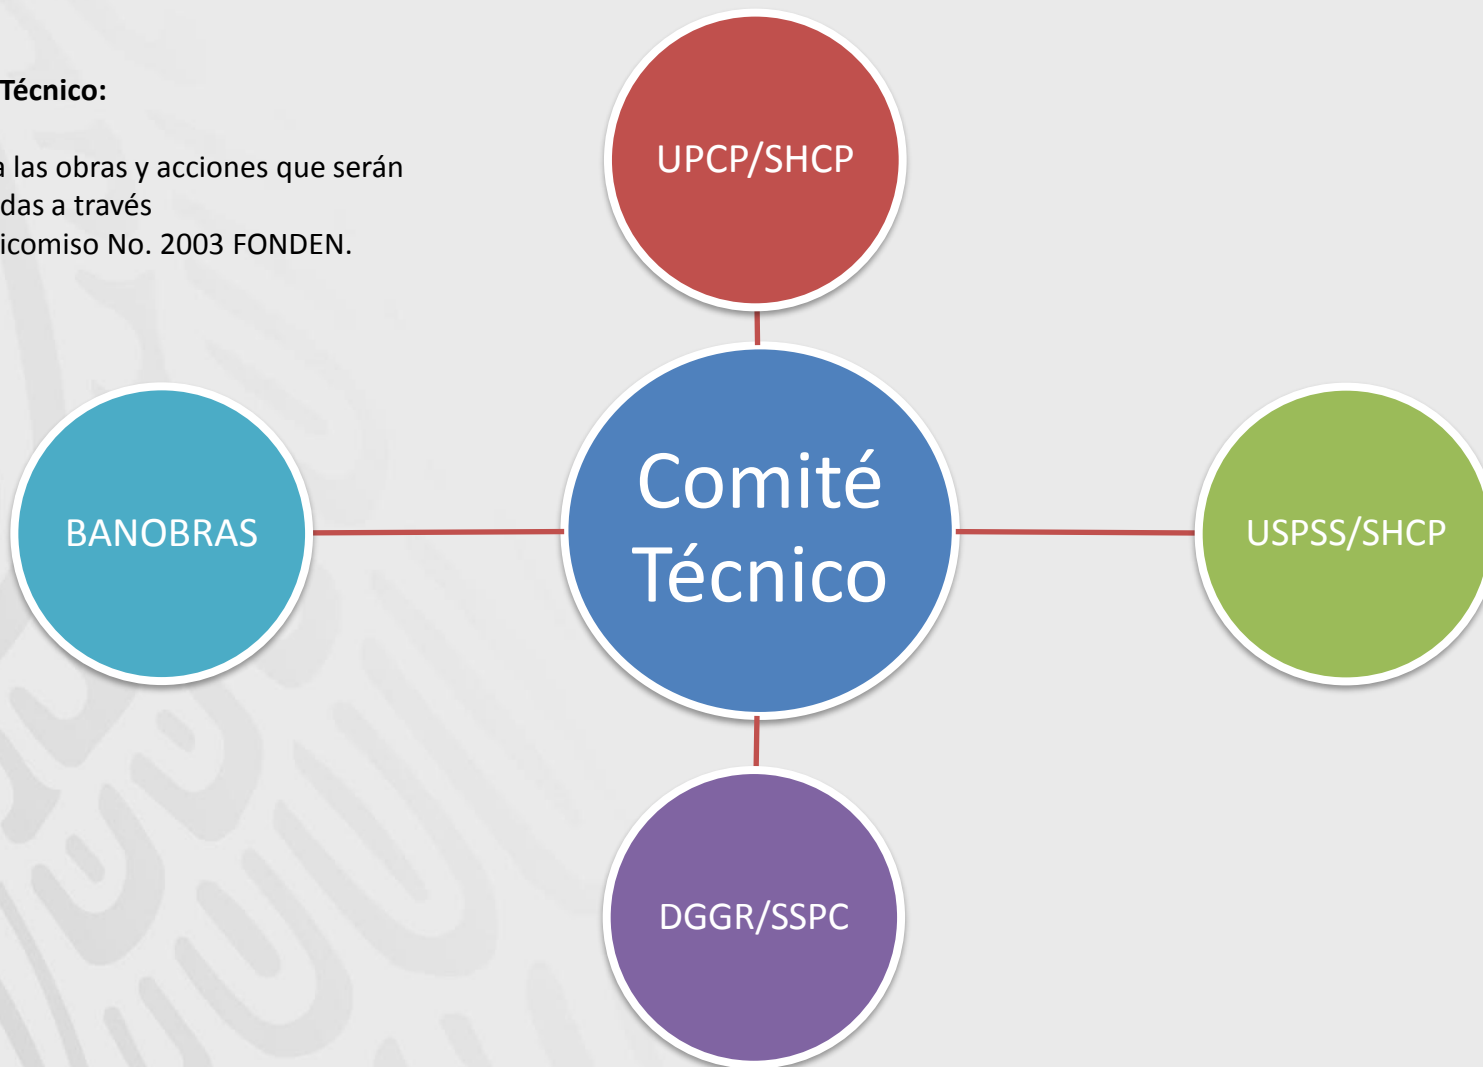 Técnico:
a las obras y acciones que serán
das a través
icomiso No. 2003 FONDEN.
UPCP/SHCP
BANOBRAS
Comité
Técnico
USPSS/SHCP
DGGR/SSPC